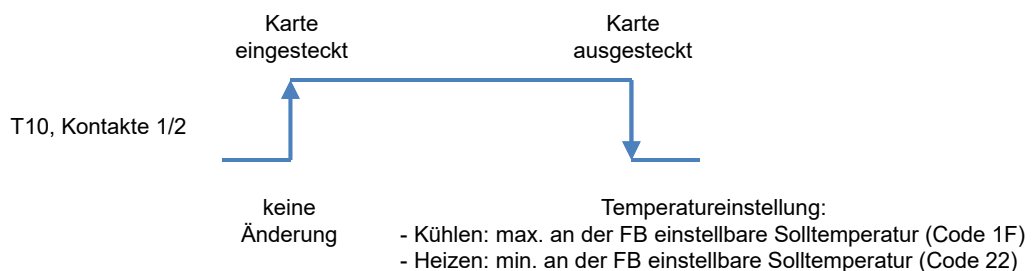 Karte
eingesteckt
Karte
ausgesteckt
T10, Kontakte 1/2
keine
Änderung
Temperatureinstellung:
- Kühlen: max. an der FB einstellbare Solltemperatur (Code 1F)
- Heizen: min. an der FB einstellbare Solltemperatur (Code 22)